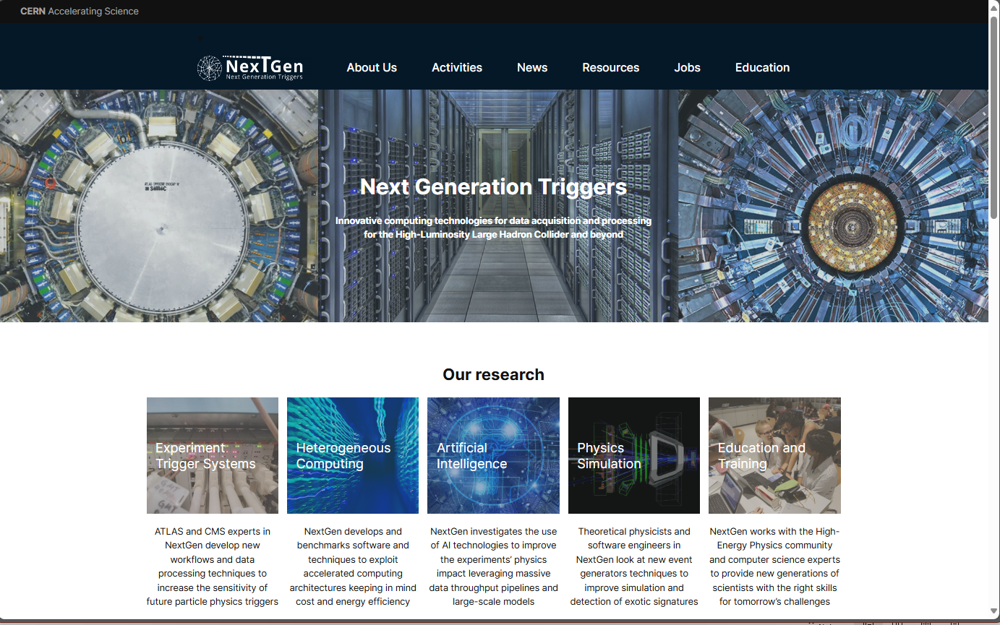 CERN Accelerating Science
NexTGen
Next Generation Triggers
About Us
Activities
News
Resources
Jobs
Education
SIMIC
Next Generation Triggers
Innovative computing technologies for data acquisition and processing
for the High-Luminosity Large Hadron Collider and beyond
Our research
Experiment
Trigger Systems
ATLAS and CMS experts in
NextGen develop new
workflows and data
processing techniques to
increase the sensitivity of
future particle physics triggers
Heterogeneous
Computing
NextGen develops and
benchmarks software and
techniques to exploit
accelerated computing
architectures keeping in mind
cost and energy efficiency
Artificial
Intelligence
NextGen investigates the use
of AI technologies to improve
the experiments’ physics
impact leveraging massive
data throughput pipelines and
large-scale models
Physics
Simulation
Theoretical physicists and
software engineers in
NextGen look at new event
generators techniques to
improve simulation and
detection of exotic signatures
Education and
Training
NextGen works with the High-
Energy Physics community
and computer science experts
to provide new generations of
scientists with the right skills
for tomorrow’s challenges